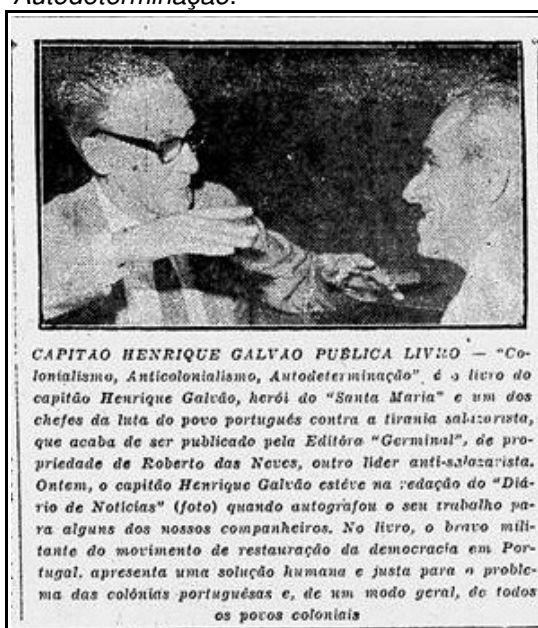 Autodeterminação.
CAPITAO HENRIQUE GALVAO PUBLICA LIVRO — "Co-
lonialismo, Anticolonialismo, Autodeterminação" é o livro do
capitão Henrique Galvão, herói do "Santa Maria" e um dos
chefes da luta do povo português contra a tirania salazorista,
que acaba de ser publicado pela Editôra "Germinal", de pro-
priedade de Roberto das Neves, outro lider anti-salazarista.
Ontem, o capitão Henrique Galvão estêve na redação do "Diá-
rio de Noticias" (foto) quando autografou o seu trabalho pa-
ra alguns dos nossos companheiros. No livro, o bravo mili-
tante do movimento de restauração da democracia em Por-
tugal, apresenta uma solução humana e justa para o proble-
ma das colônias portuguêsas e, de um modo geral, de todos
os povos coloniais